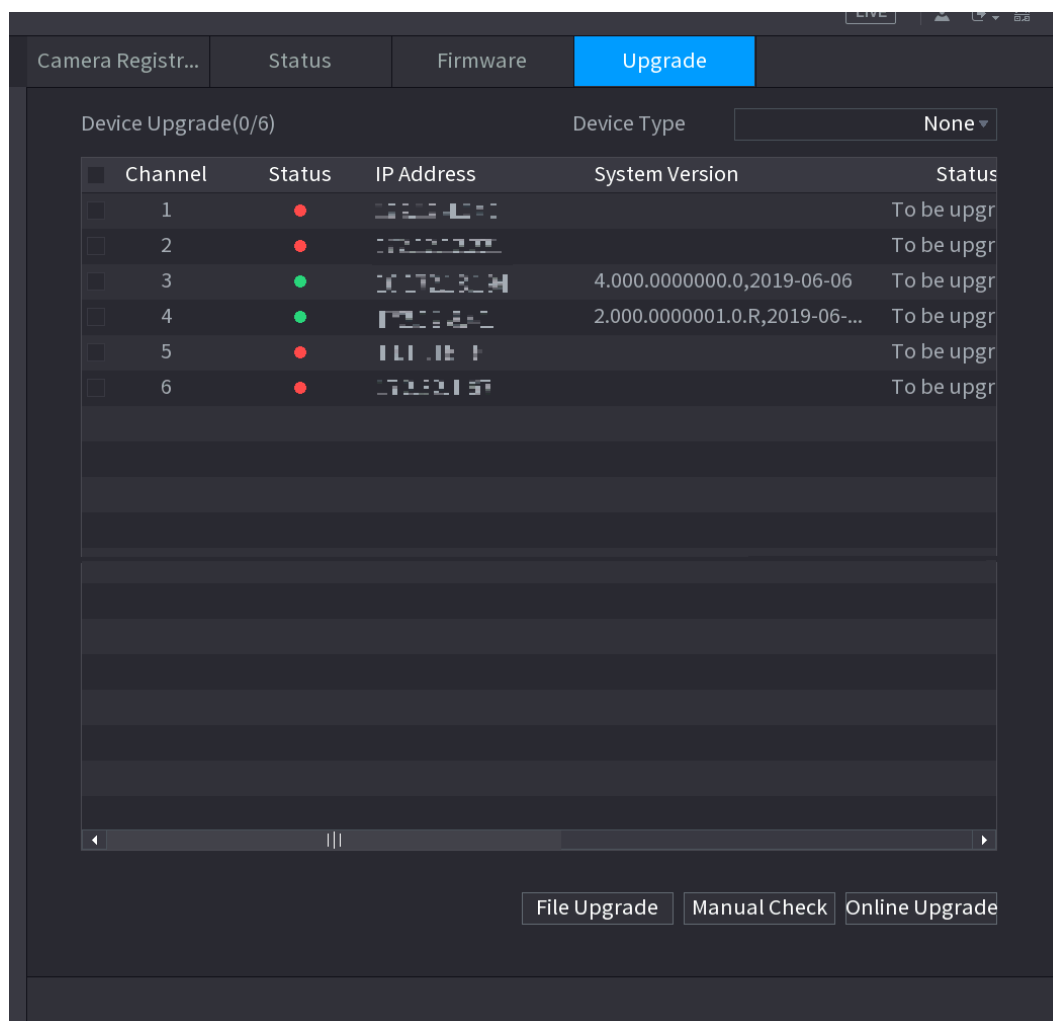 LIVE
Camera Registr... Status Firmware Upgrade
Device Upgrade(0/6) Device Type None
Channel Status IP Address System Version Status
1 To be upgr
2 To be upgr
3 4.000.0000000.0,2019-06-06 To be upgr
4 2.000.0000001.0.R,2019-06-... To be upgr
5 To be upgr
6 To be upgr
File Upgrade Manual Check Online Upgrade